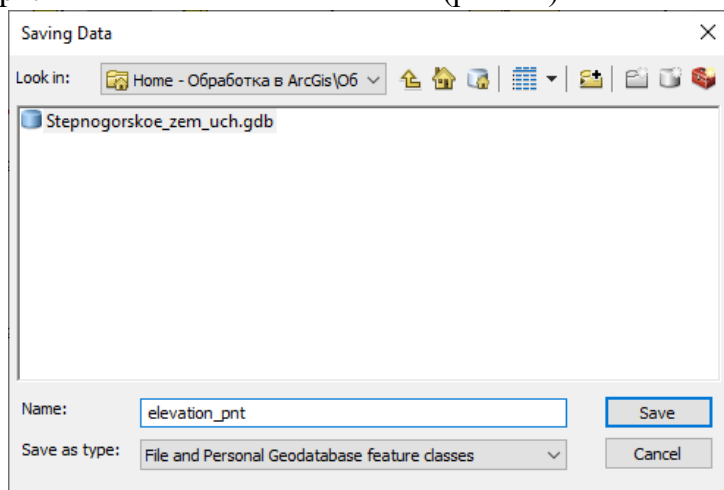 Saving Data
Look in: Home - Обработка в ArcGis\Об
Stepnogorskoe_zem_uch.gdb
Name: elevation_pnt Save
Save as type: File and Personal Geodatabase feature classes Cancel